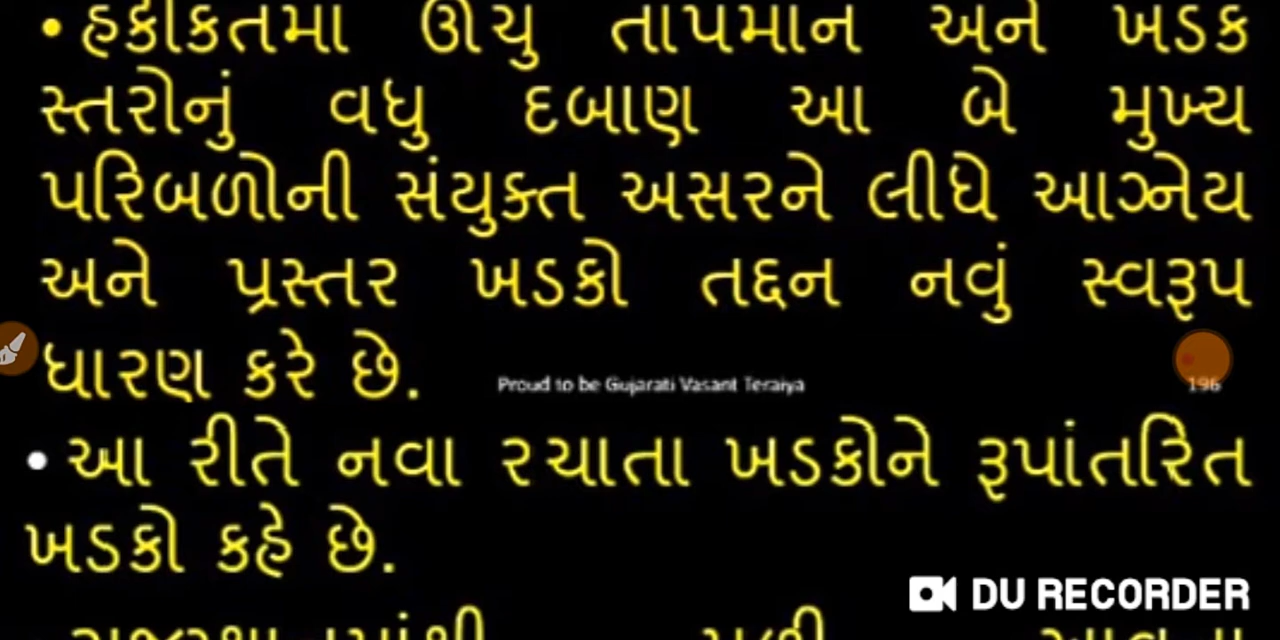 • હકીકતમાં ઊંચુ તાપમાન અને ખડક
સ્તરોનું વધુ દબાણ આ બે મુખ્ય
પરિબળોની સંયુક્ત અસરને લીધે આગ્નેય
અને પ્રસ્તર ખડકો તદ્દન નવું સ્વરૂપ
ધારણ કરે છે.
Proud to be Gujarati Vasant Teraiya 196
• આ રીતે નવા રચાતા ખડકોને રૂપાંતરિત
ખડકો કહે છે.
DU RECORDER